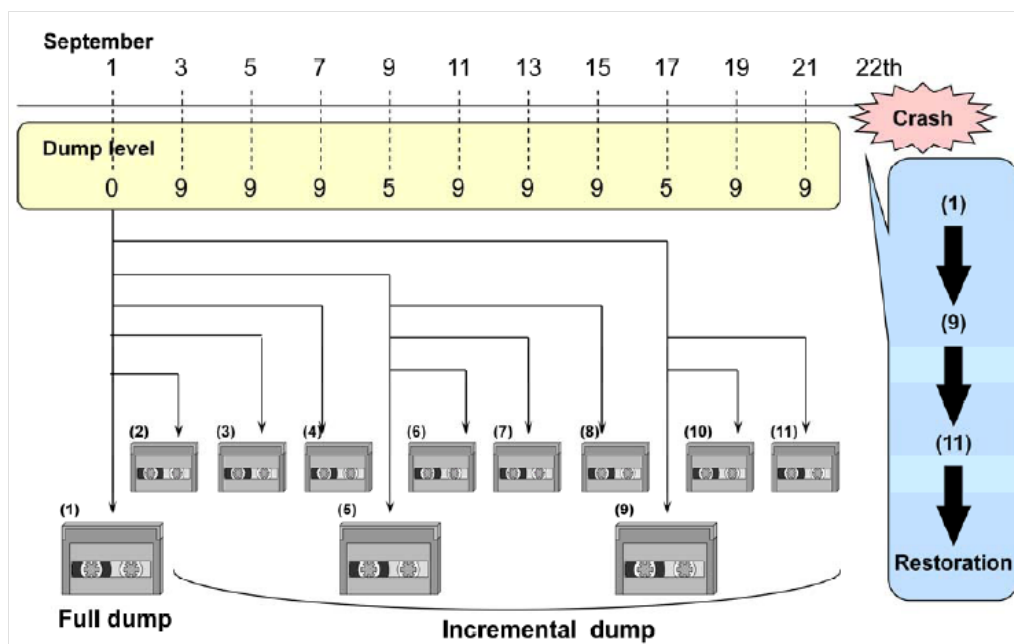 September
1 3 5 7 9 11 13 15 17 19 21 22th
Crash
Dump level
0 9 9 9 5 9 9 9 5 9 9
(1)
(9)
(11)
Restoration
(2) (3) (4) (6) (7) (8) (10) (11)
(1) (5) (9)
Full dump
Incremental dump